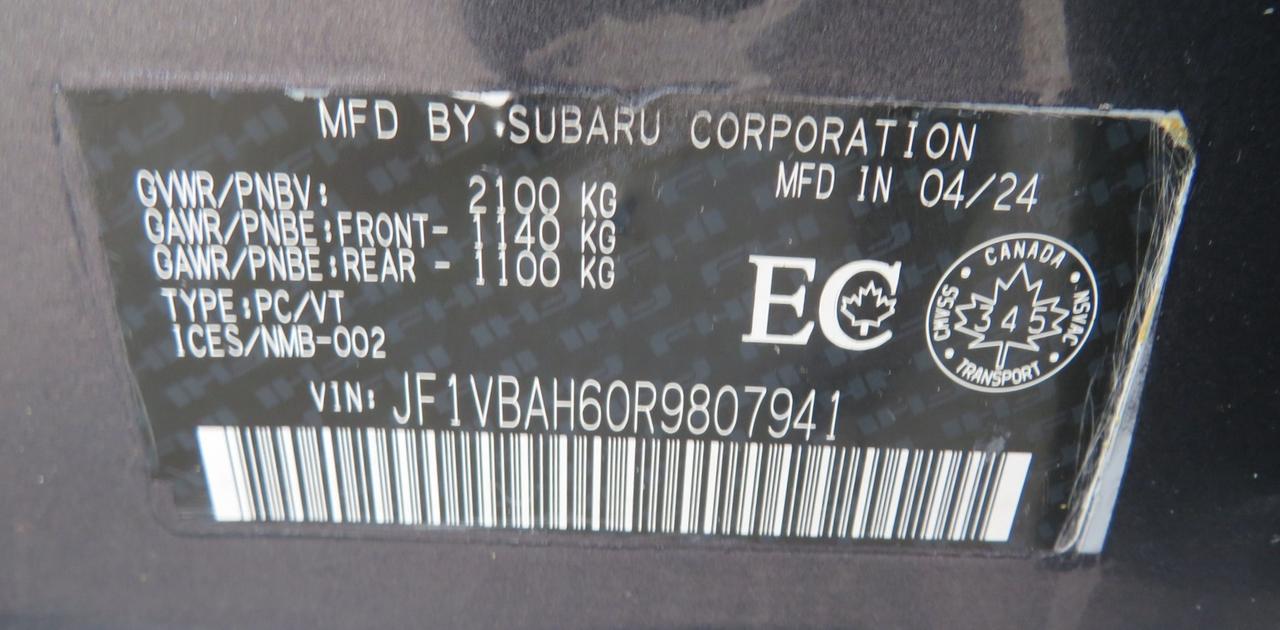 MFD BY SUBARU CORPORATION
MFD IN 04/24
GVWR/PNBV: 2100 KG
GAWR/PNBE:FRONT- 1140 KG
GAWR/PNBE:REAR - 1100 KG
TYPE:PC/VT
ICES/NMB-002
EC
CANADA
CMVSS 345 NSVAC
TRANSPORT
VIN: JF1VBAH60R9807941
FHI